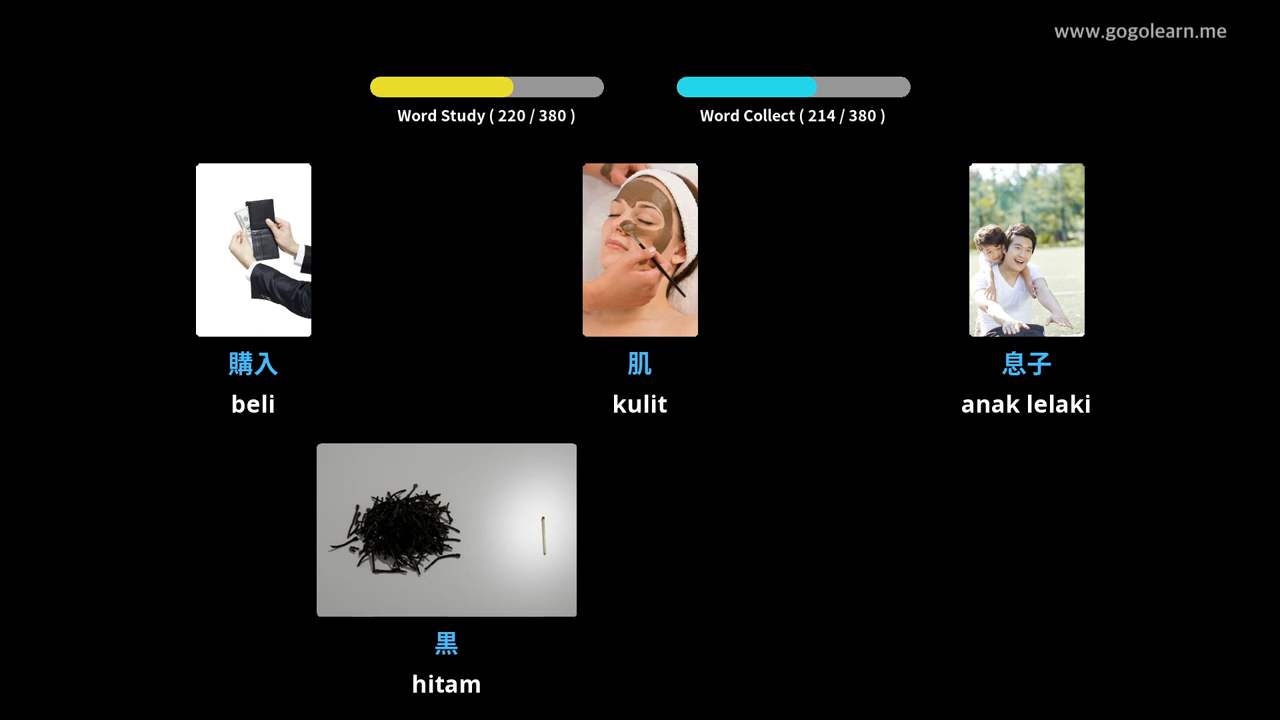 www.gogolearn.me
Word Study ( 220 / 380 )
Word Collect ( 214 / 380 )
購入
beli
肌
kulit
息子
anak lelaki
黒
hitam